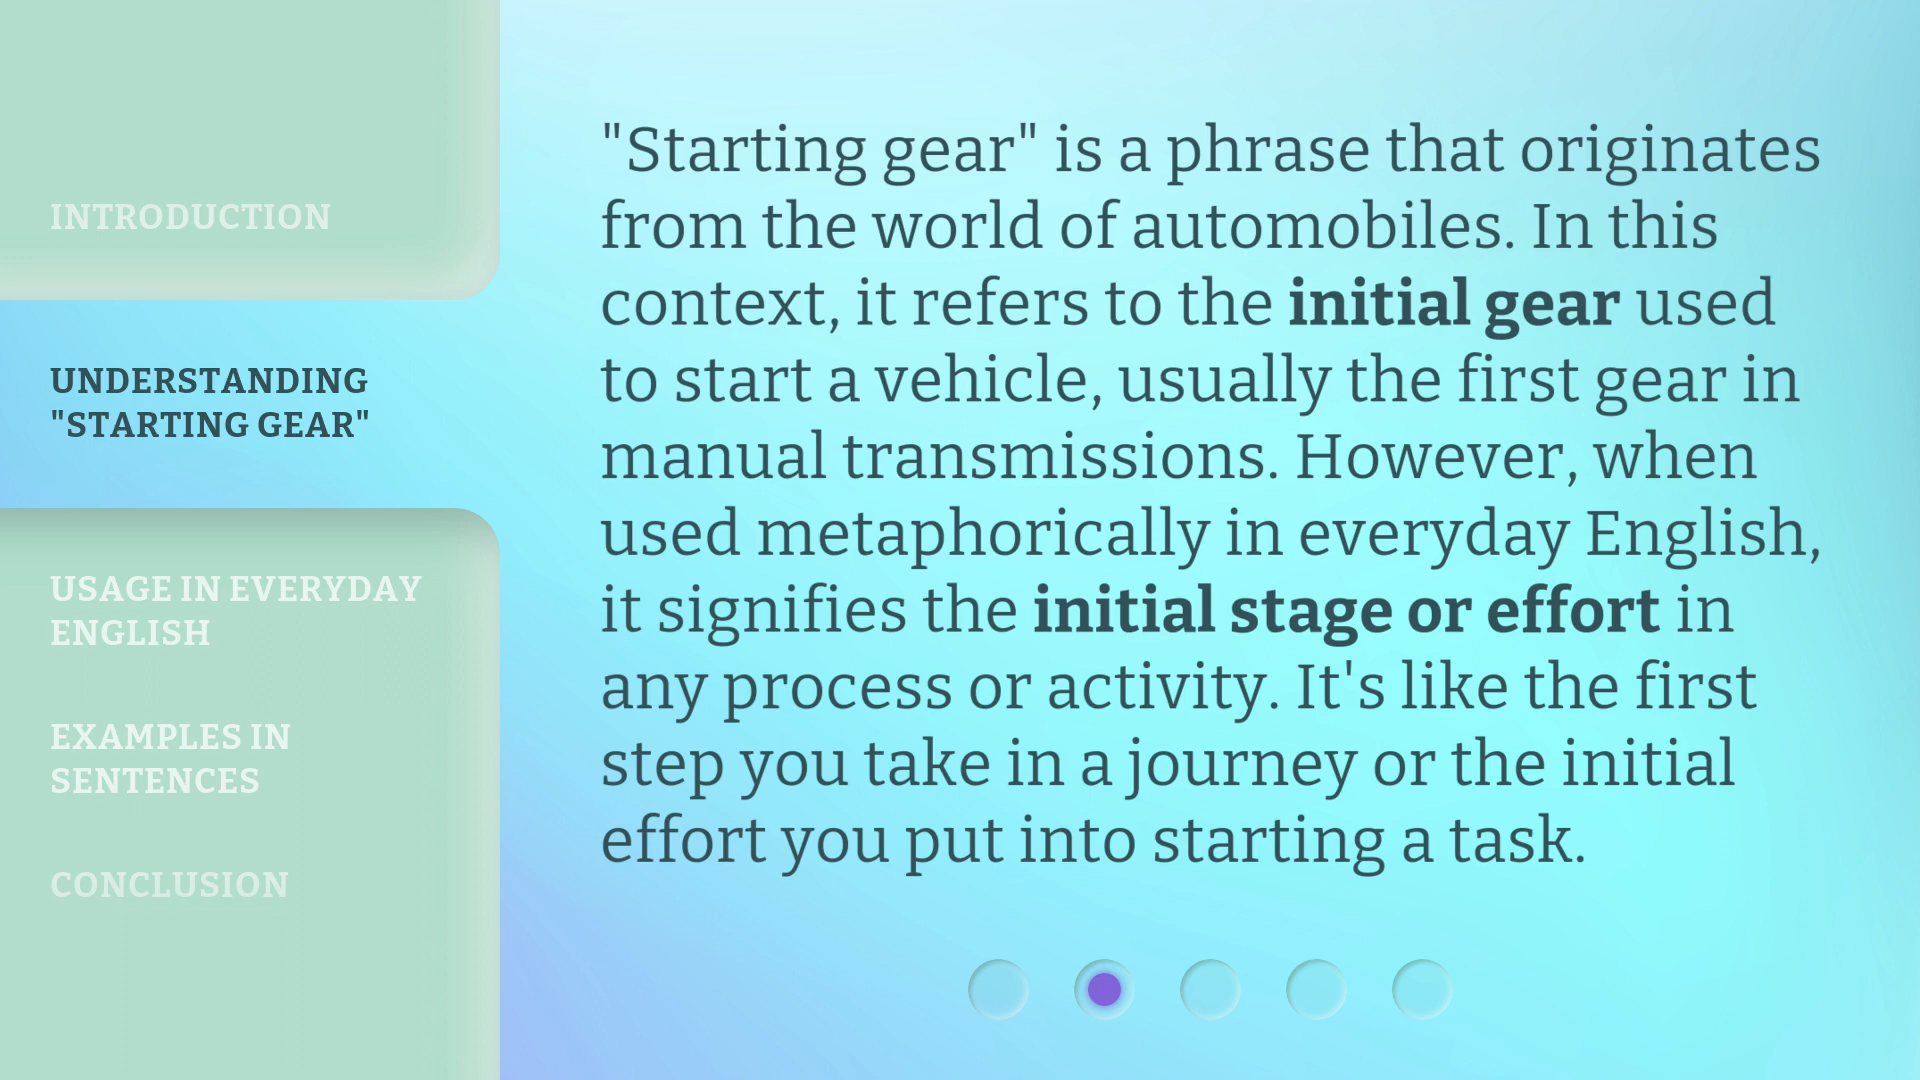 INTRODUCTION
UNDERSTANDING
"STARTING GEAR"
USAGE IN EVERYDAY
ENGLISH
EXAMPLES IN
SENTENCES
CONCLUSION
"Starting gear" is a phrase that originates
from the world of automobiles. In this
context, it refers to the initial gear used
to start a vehicle, usually the first gear in
manual transmissions. However, when
used metaphorically in everyday English,
it signifies the initial stage or effort in
any process or activity. It's like the first
step you take in a journey or the initial
effort you put into starting a task.